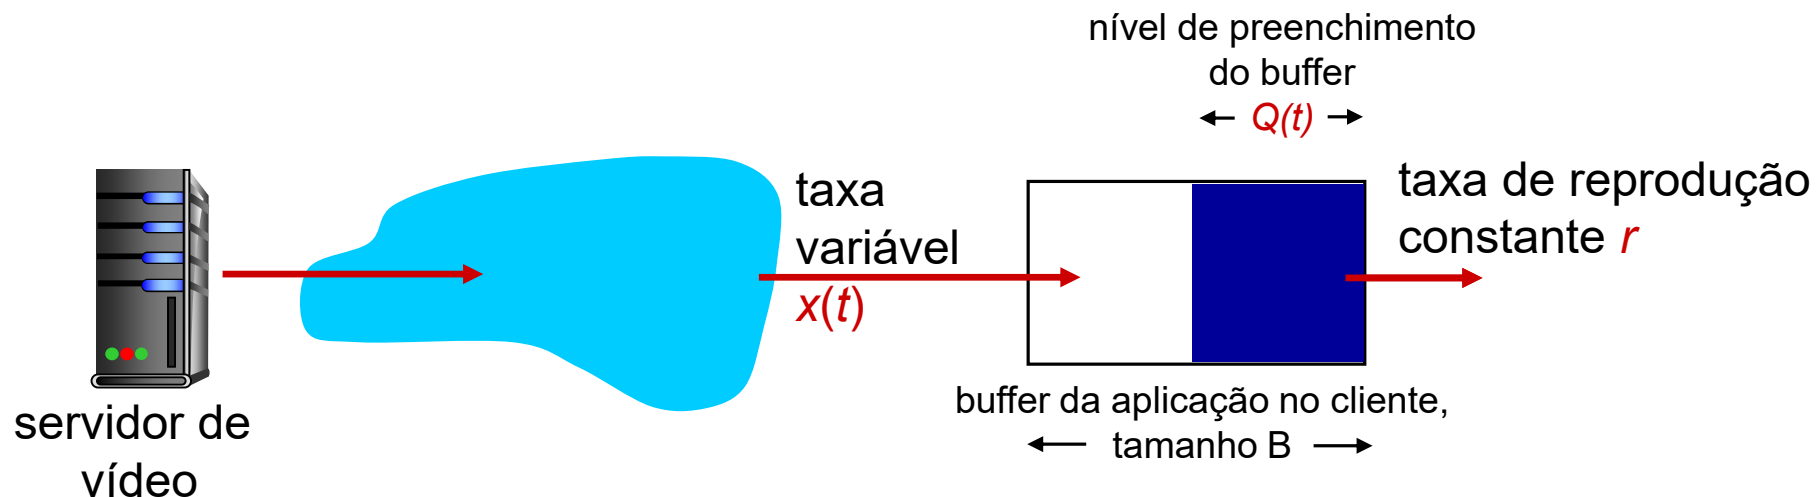 nível de preenchimento
do buffer
Q(t)
taxa
variável
x(t)
taxa de reprodução
constante r
buffer da aplicação no cliente,
tamanho B
servidor de
vídeo